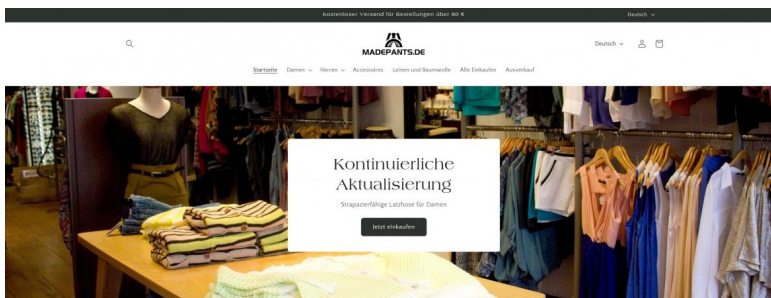 Kostenloser Versand für Bestellungen über 80 €
Deutsch
MADEPANTS.DE
Deutsch
Startseite Damen Herren Accessoires Leinen und Baumwolle Alle Einkaufen Ausverkauf
Kontinuierliche
Aktualisierung
Strapazierfähige Latzhose für Damen
Jetzt einkaufen